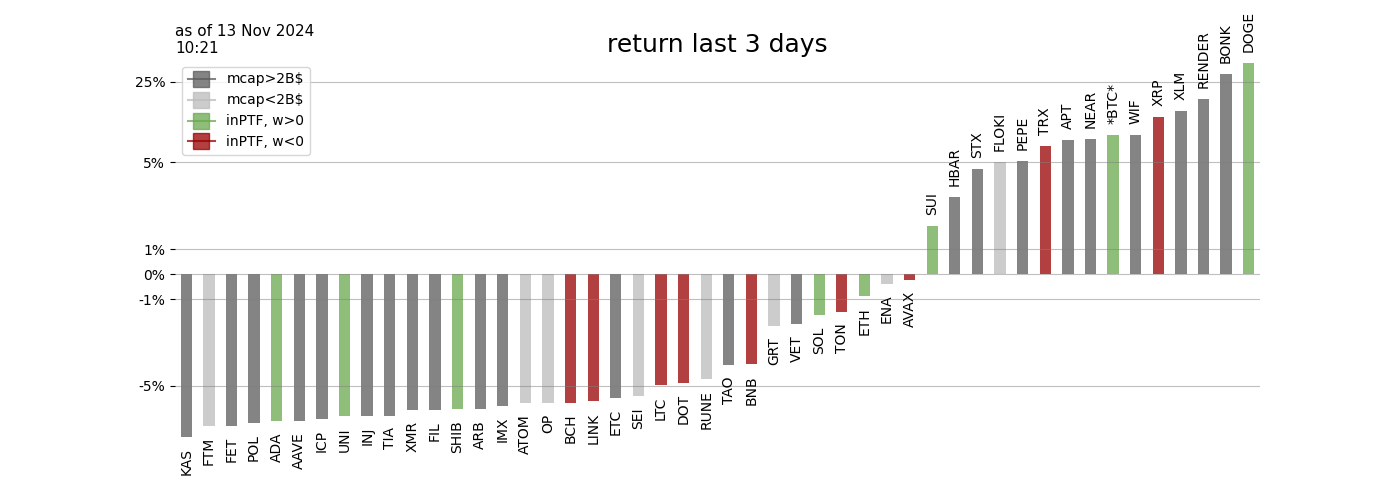 as of 13 Nov 2024
10:21
return last 3 days
mcap>2B$
mcap<2B$
inPTF, w>0
inPTF, w<0
25%
5%
1%
0%
-1%
-5%
KAS
FTM
FET
POL
ADA
AAVE
ICP
UNI
INJ
TIA
XMR
FIL
SHIB
ARB
IMX
ATOM
OP
BCH
LINK
ETC
SEI
LTC
DOT
RUNE
TAO
BNB
GRT
VET
SOL
TON
ETH
ENA
AVAX
SUI
HBAR
STX
FLOKI
PEPE
TRX
APT
NEAR
*BTC*
WIF
XRP
XLM
RENDER
BONK
DOGE